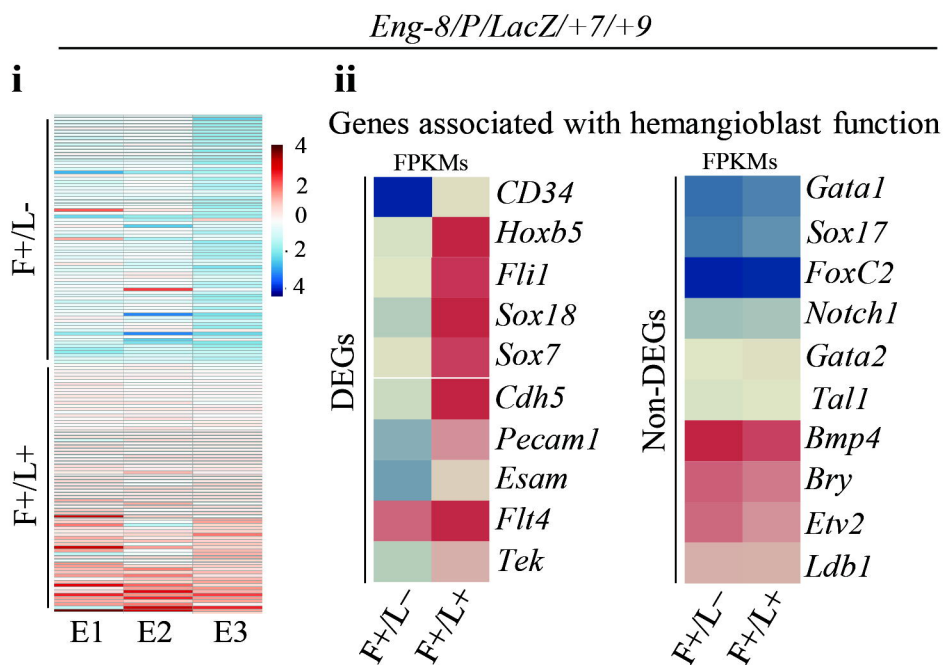 Eng-8/P/LacZ/+7/+9
i
ii
Genes associated with hemangioblast function
F+/L-
F+/L+
4
2
0
2
4
E1 E2 E3
FPKMs
DEGs
CD34
Hoxb5
Fli1
Sox18
Sox7
Cdh5
Pecam1
Esam
Flt4
Tek
F+/L−
F+/L+
FPKMs
Non-DEGs
Gata1
Sox17
FoxC2
Notch1
Gata2
Tal1
Bmp4
Bry
Etv2
Ldb1
F+/L−
F+/L+